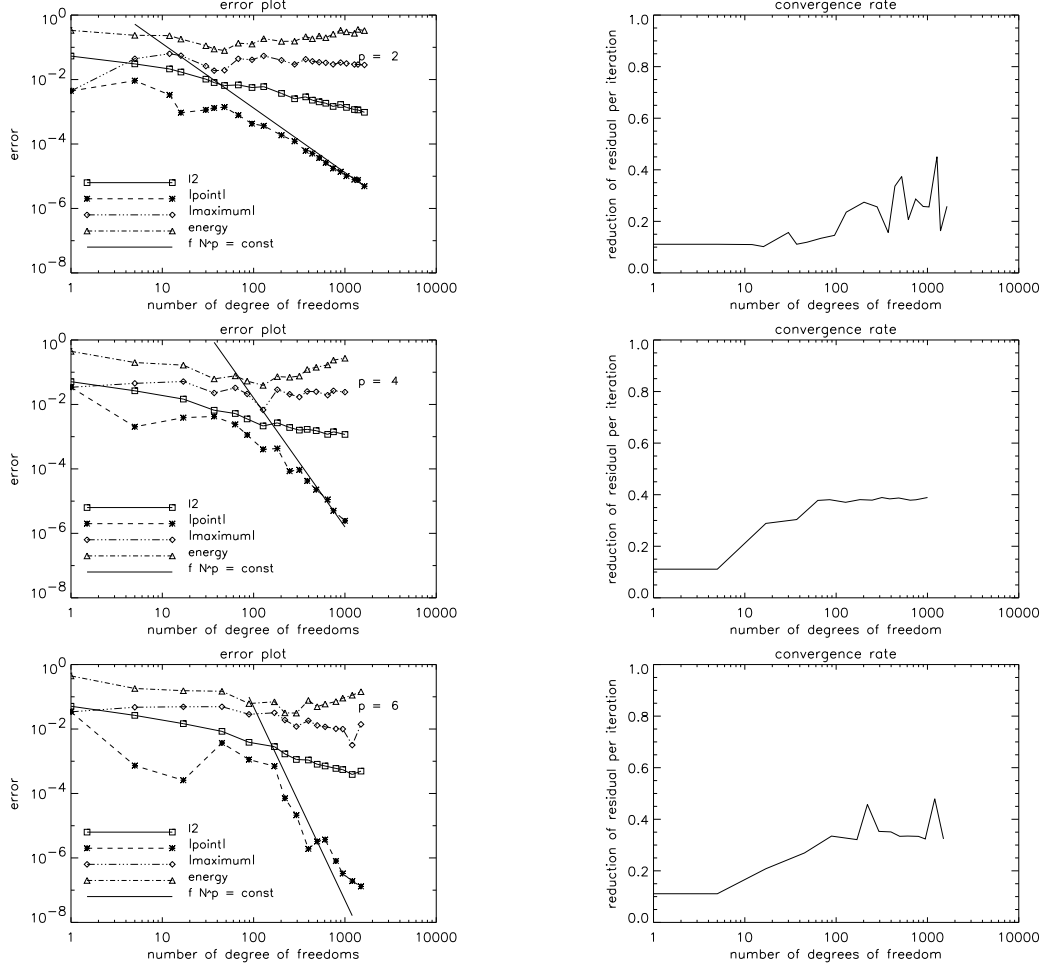 error plot
10^0
10^-2
10^-4
10^-6
10^-8
error
p = 2
l2
|point|
|maximum|
energy
f N^p = const
1 10 100 1000 10000
number of degree of freedoms
convergence rate
1.0
0.8
0.6
0.4
0.2
0.0
reduction of residual per iteration
1 10 100 1000 10000
number of degrees of freedom
error plot
10^0
10^-2
10^-4
10^-6
10^-8
error
p = 4
l2
|point|
|maximum|
energy
f N^p = const
1 10 100 1000 10000
number of degree of freedoms
convergence rate
1.0
0.8
0.6
0.4
0.2
0.0
reduction of residual per iteration
1 10 100 1000 10000
number of degrees of freedom
error plot
10^0
10^-2
10^-4
10^-6
10^-8
error
p = 6
l2
|point|
|maximum|
energy
f N^p = const
1 10 100 1000 10000
number of degree of freedoms
convergence rate
1.0
0.8
0.6
0.4
0.2
0.0
reduction of residual per iteration
1 10 100 1000 10000
number of degrees of freedom